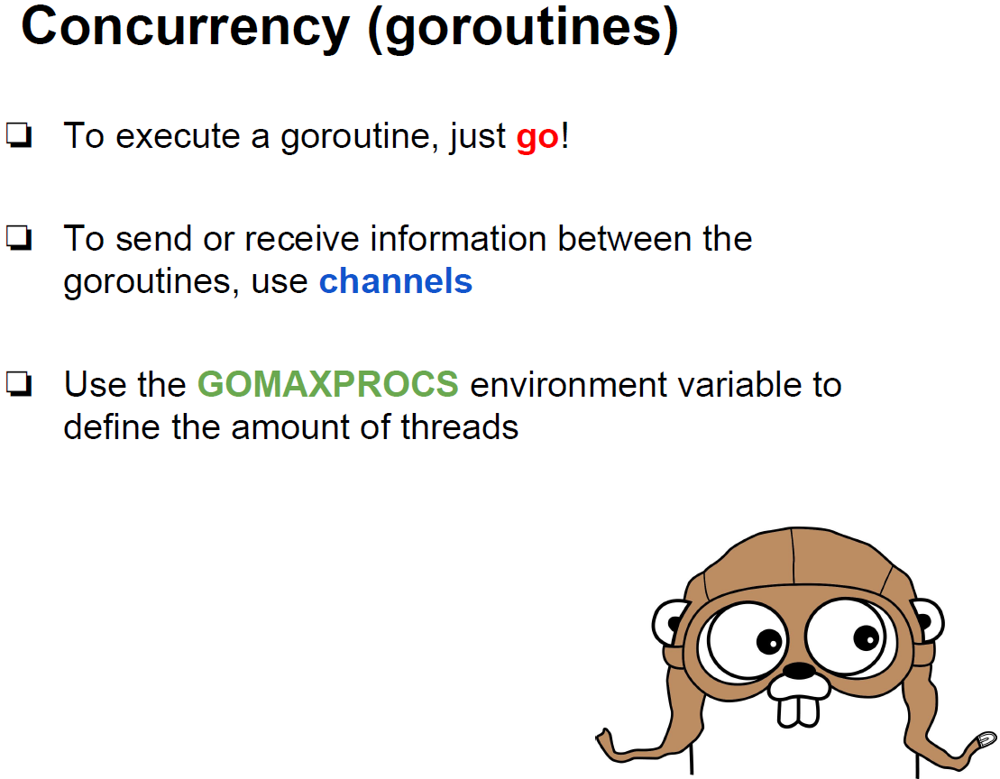 Concurrency (goroutines)
To execute a goroutine, just go!
To send or receive information between the
goroutines, use channels
Use the GOMAXPROCS environment variable to
define the amount of threads